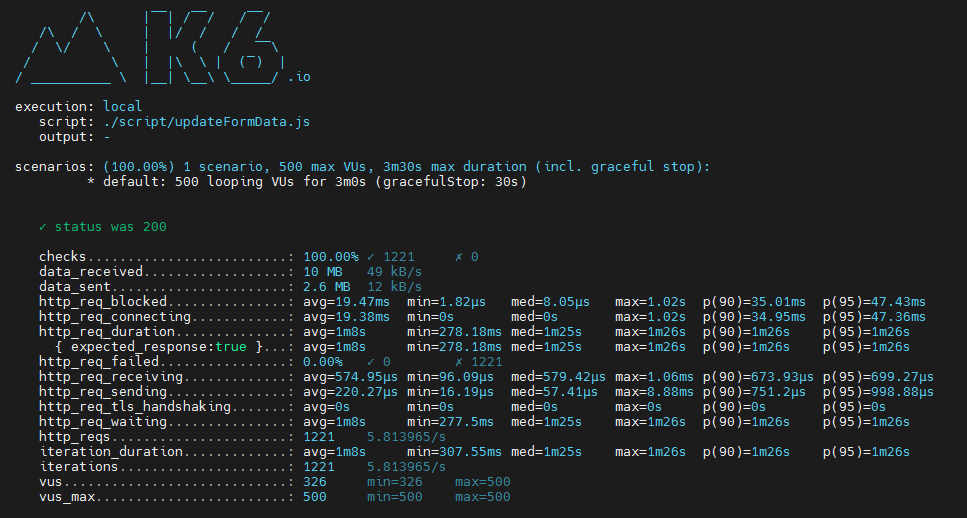 .io
execution: local
script: ./script/updateFormData.js
output: -
scenarios: (100.00%) 1 scenario, 500 max VUs, 3m30s max duration (incl. graceful stop):
* default: 500 looping VUs for 3m0s (gracefulStop: 30s)
✓ status was 200
checks.........................: 100.00% ✓ 1221 ✗ 0
data_received..................: 10 MB 49 kB/s
data_sent......................: 2.6 MB 12 kB/s
http_req_blocked...............: avg=19.47ms min=1.82µs med=8.05µs max=1.02s p(90)=35.01ms p(95)=47.43ms
http_req_connecting............: avg=19.38ms min=0s med=0s max=1.02s p(90)=34.95ms p(95)=47.36ms
http_req_duration..............: avg=1m8s min=278.18ms med=1m25s max=1m26s p(90)=1m26s p(95)=1m26s
{ expected_response:true }...: avg=1m8s min=278.18ms med=1m25s max=1m26s p(90)=1m26s p(95)=1m26s
http_req_failed................: 0.00% ✓ 0 ✗ 1221
http_req_receiving.............: avg=574.95µs min=96.09µs med=579.42µs max=1.06ms p(90)=673.93µs p(95)=699.27µs
http_req_sending...............: avg=220.27µs min=16.19µs med=57.41µs max=8.88ms p(90)=751.2µs p(95)=998.88µs
http_req_tls_handshaking.......: avg=0s min=0s med=0s max=0s p(90)=0s p(95)=0s
http_req_waiting...............: avg=1m8s min=277.5ms med=1m25s max=1m26s p(90)=1m26s p(95)=1m26s
http_reqs......................: 1221 5.813965/s
iteration_duration.............: avg=1m8s min=307.55ms med=1m25s max=1m26s p(90)=1m26s p(95)=1m26s
iterations.....................: 1221 5.813965/s
vus............................: 326 min=326 max=500
vus_max........................: 500 min=500 max=500